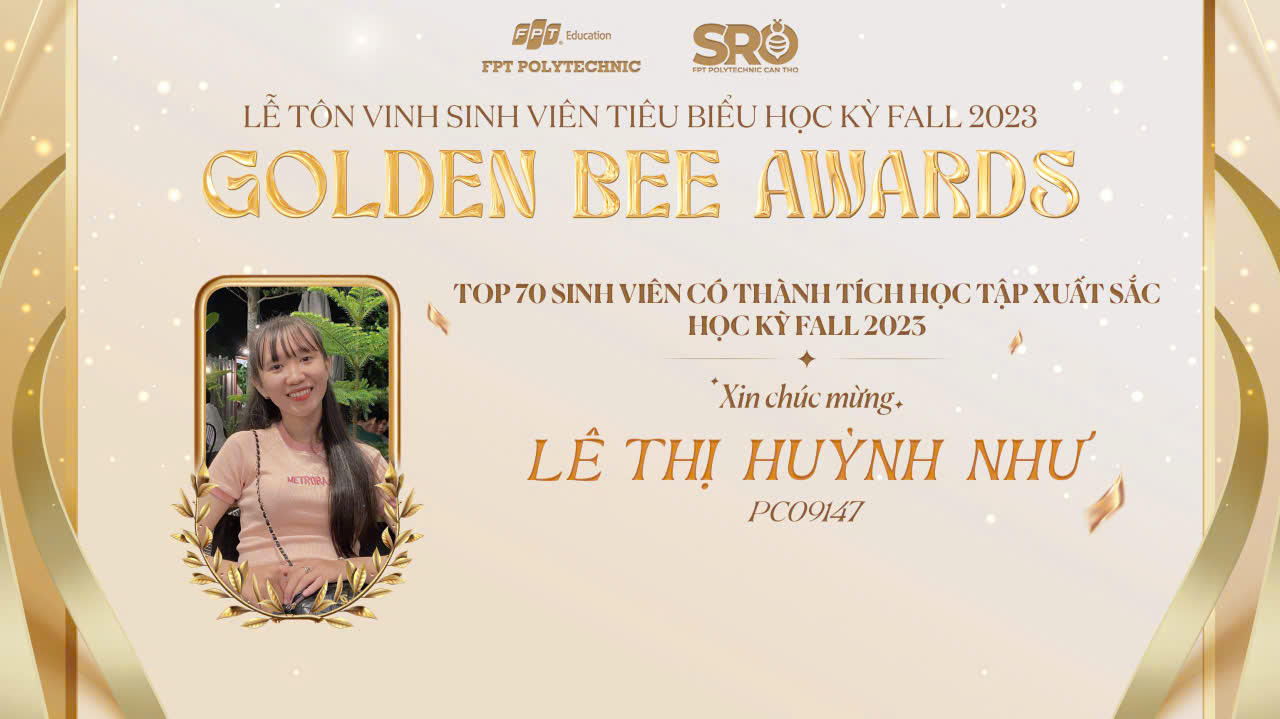 FPT Education
FPT POLYTECHNIC
SRO
FPT POLYTECHNIC CAN THO
LỄ TÔN VINH SINH VIÊN TIÊU BIỂU HỌC KỲ FALL 2023
GOLDEN BEE AWARDS
TOP 70 SINH VIÊN CÓ THÀNH TÍCH HỌC TẬP XUẤT SẮC
HỌC KỲ FALL 2023
Xin chúc mừng
LÊ THỊ HUỲNH NHƯ
PC09147